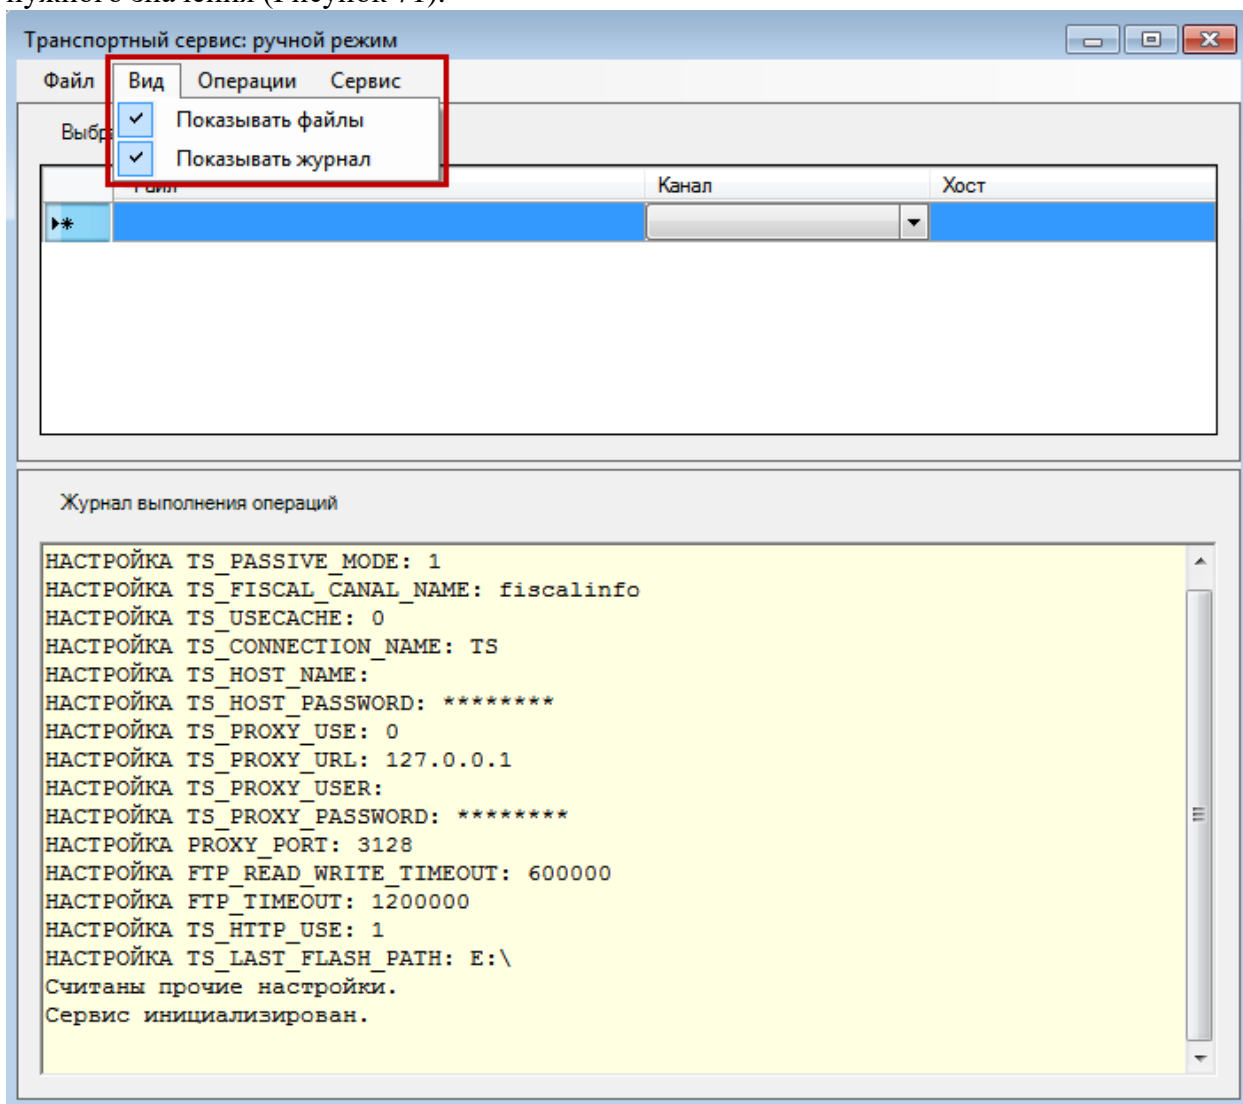 Транспортный сервис: ручной режим
Файл Вид Операции Сервис
Показывать файлы
Показывать журнал
Канал Хост
Журнал выполнения операций
НАСТРОЙКА TS_PASSIVE_MODE: 1
НАСТРОЙКА TS_FISCAL_CANAL_NAME: fiscalinfo
НАСТРОЙКА TS_USECACHE: 0
НАСТРОЙКА TS_CONNECTION_NAME: TS
НАСТРОЙКА TS_HOST_NAME:
НАСТРОЙКА TS_HOST_PASSWORD: ********
НАСТРОЙКА TS_PROXY_USE: 0
НАСТРОЙКА TS_PROXY_URL: 127.0.0.1
НАСТРОЙКА TS_PROXY_USER:
НАСТРОЙКА TS_PROXY_PASSWORD: ********
НАСТРОЙКА PROXY_PORT: 3128
НАСТРОЙКА FTP_READ_WRITE_TIMEOUT: 600000
НАСТРОЙКА FTP_TIMEOUT: 1200000
НАСТРОЙКА TS_HTTP_USE: 1
НАСТРОЙКА TS_LAST_FLASH_PATH: E:\
Считаны прочие настройки.
Сервис инициализирован.